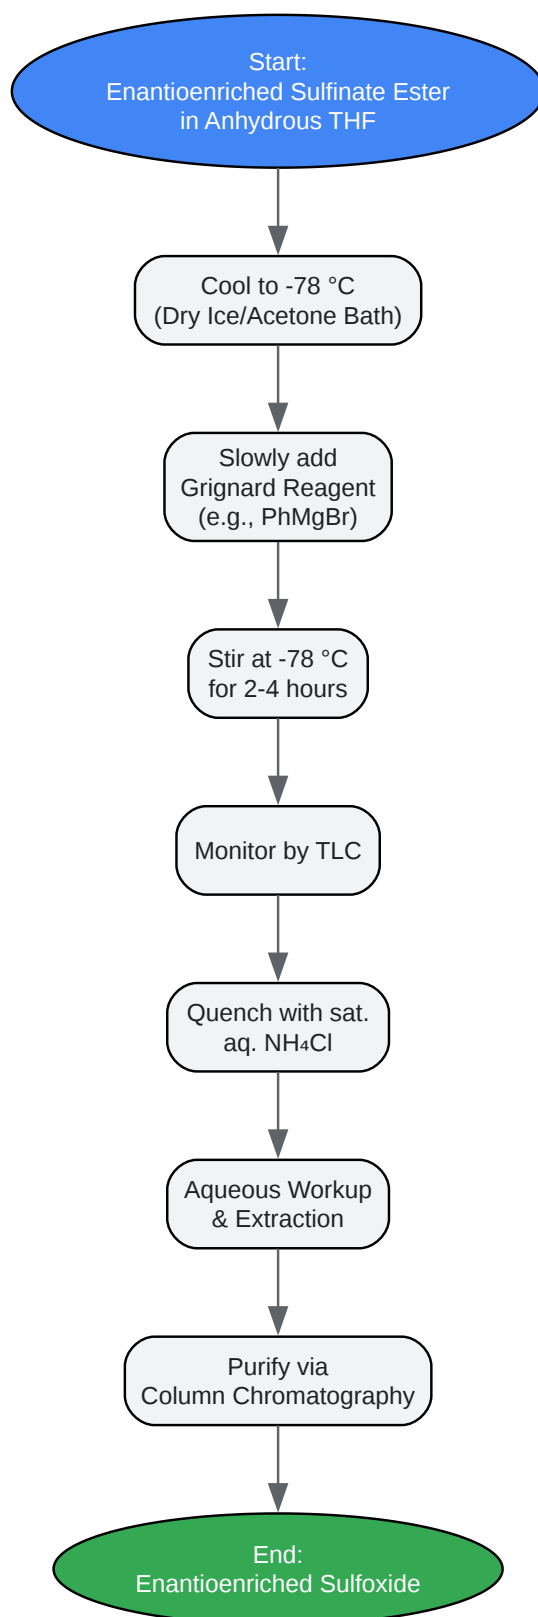 Start:
Enantioenriched Sulfinate Ester
in Anhydrous THF
Cool to -78 °C
(Dry Ice/Acetone Bath)
Slowly add
Grignard Reagent
(e.g., PhMgBr)
Stir at -78 °C
for 2-4 hours
Monitor by TLC
Quench with sat.
aq. NH₄Cl
Aqueous Workup
& Extraction
Purify via
Column Chromatography
End:
Enantioenriched Sulfoxide